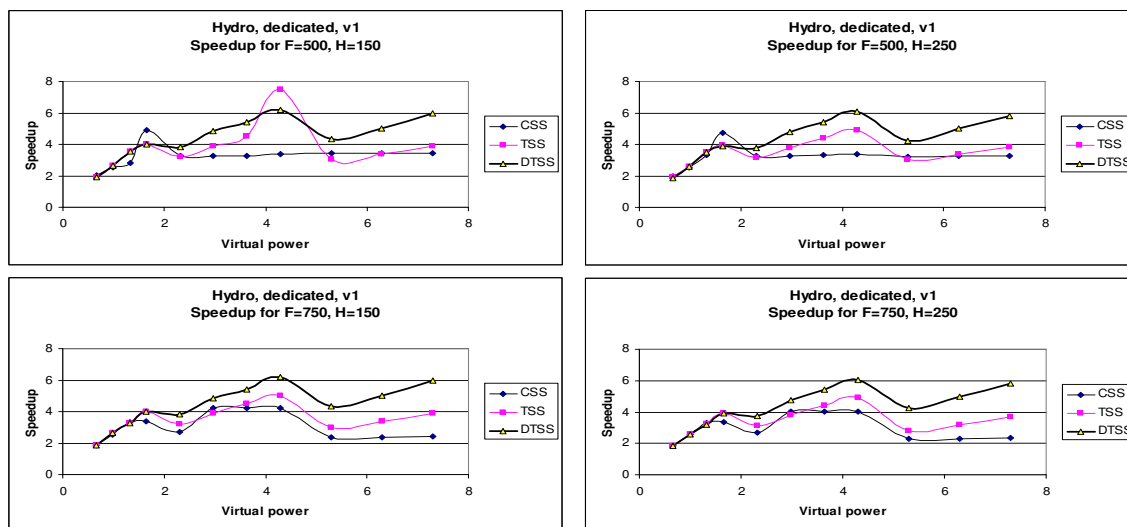 Hydro, dedicated, v1
Speedup for F=500, H=150
8
6
4
2
0
Speedup
0 2 4 6 8
Virtual power
CSS
TSS
DTSS
Hydro, dedicated, v1
Speedup for F=500, H=250
8
6
4
2
0
Speedup
0 2 4 6 8
Virtual power
CSS
TSS
DTSS
Hydro, dedicated, v1
Speedup for F=750, H=150
8
6
4
2
0
Speedup
0 2 4 6 8
Virtual power
CSS
TSS
DTSS
Hydro, dedicated, v1
Speedup for F=750, H=250
8
6
4
2
0
Speedup
0 2 4 6 8
Virtual power
CSS
TSS
DTSS